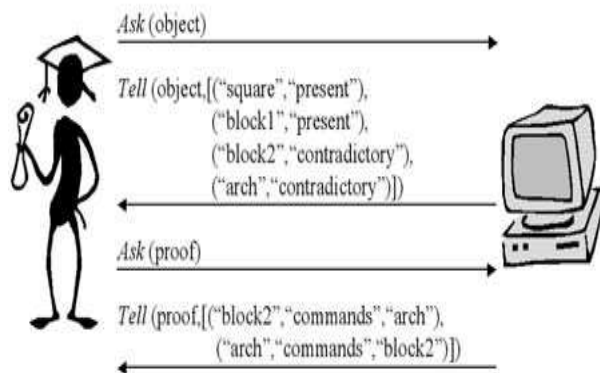 Ask (object)
Tell (object,[(“square”,“present”),
(“block1”,“present”),
(“block2”,“contradictory”),
(“arch”,“contradictory”)])
Ask (proof)
Tell (proof,[(“block2”,“commands”,“arch”),
(“arch”,“commands”,“block2”)])